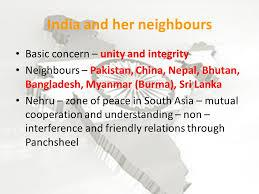 India and her neighbours
• Basic concern – unity and integrity
• Neighbours – Pakistan, China, Nepal, Bhutan,
Bangladesh, Myanmar (Burma), Sri Lanka
• Nehru – zone of peace in South Asia – mutual
cooperation and understanding – non –
interference and friendly relations through
Panchsheel